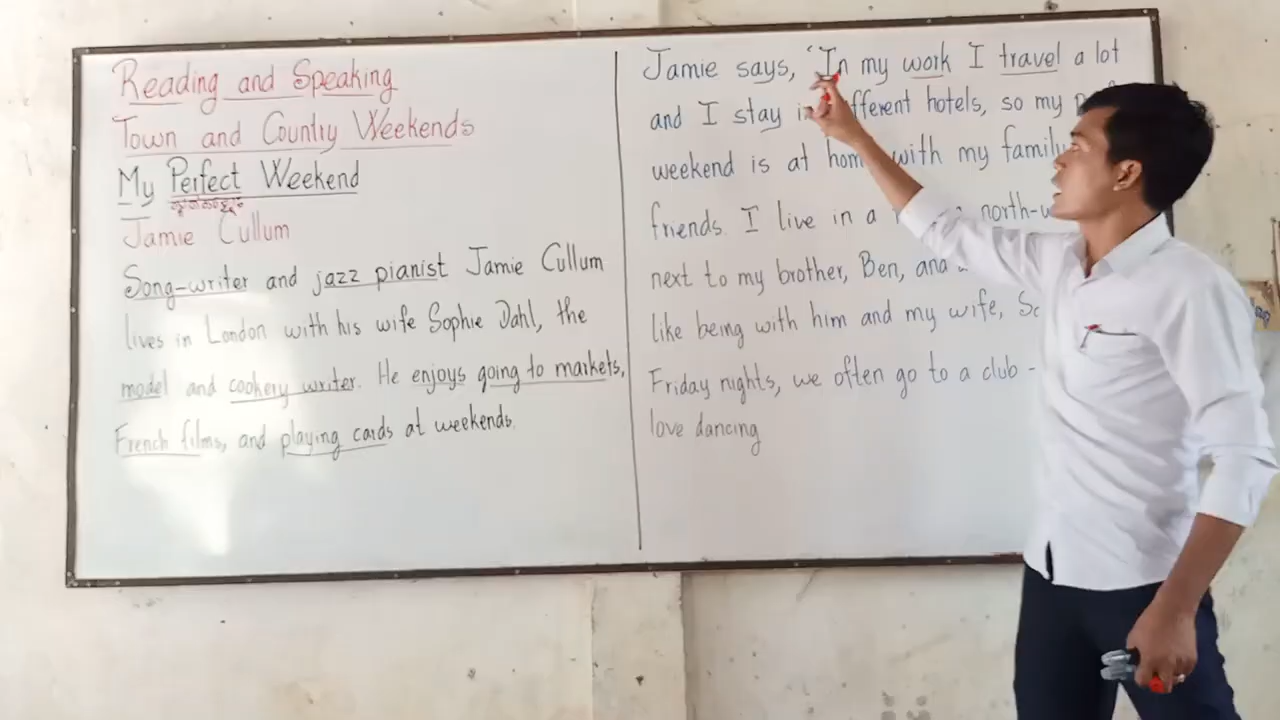 Reading and Speaking
Town and Country Weekends
My Perfect Weekend
Jamie Cullum
Song-writer and jazz pianist Jamie Cullum
lives in London with his wife Sophie Dahl, the
model and cookery writer. He enjoys going to markets,
French films, and playing cards at weekends.
Jamie says, 'In my work I travel a lot
and I stay hotels, so my
weekend is at with my family
friends. I live in a north-
next to my brother, Ben, and
like being with him and my wife,
Friday nights, we often go to a club -
love dancing